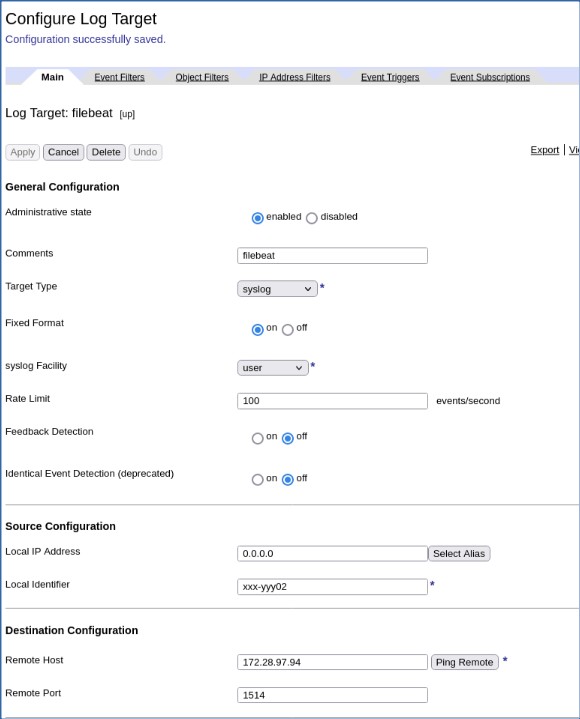 Configure Log Target
Configuration successfully saved.
Main Event Filters Object Filters IP Address Filters Event Triggers Event Subscriptions
Log Target: filebeat [up]
Apply Cancel Delete Undo Export
General Configuration
Administrative state enabled disabled
Comments filebeat
Target Type syslog *
Fixed Format on off
syslog Facility user *
Rate Limit 100 events/second
Feedback Detection on off
Identical Event Detection (deprecated) on off
Source Configuration
Local IP Address 0.0.0.0 Select Alias
Local Identifier xxx-yyy02 *
Destination Configuration
Remote Host 172.28.97.94 Ping Remote *
Remote Port 1514